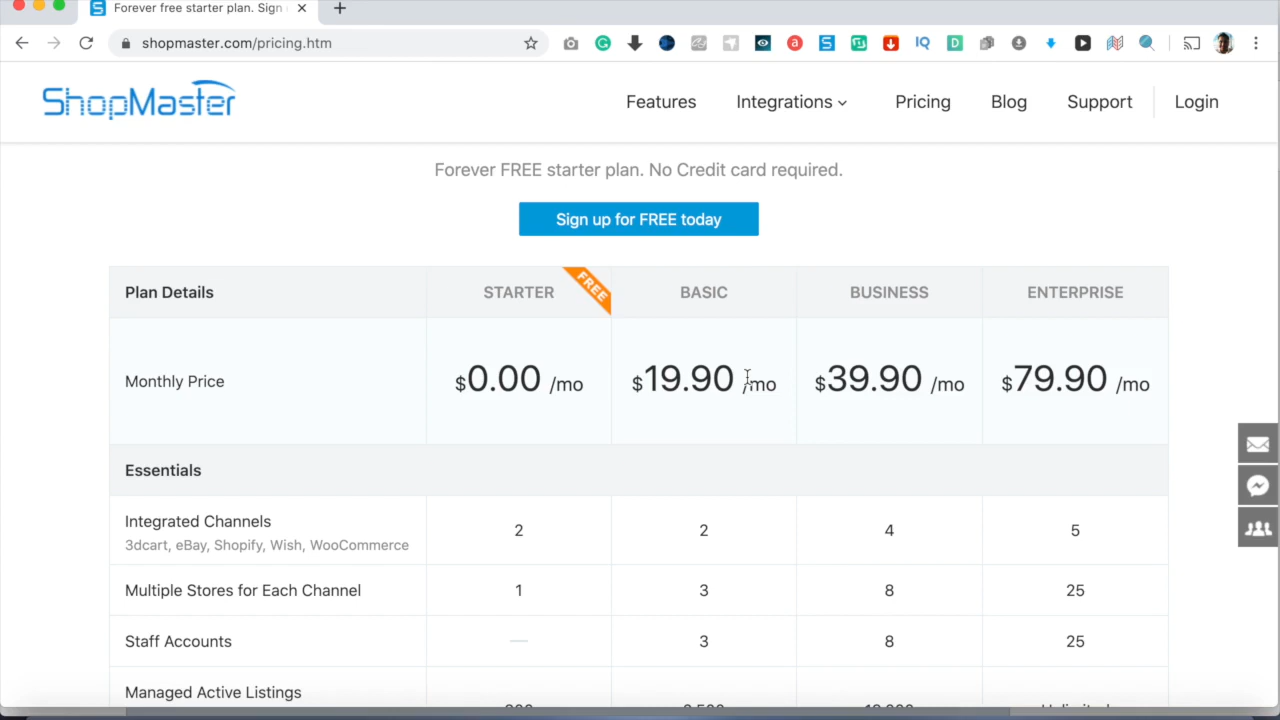 Forever free starter plan. Sign
shopmaster.com/pricing.htm
ShopMaster
Features
Integrations
Pricing
Blog
Support
Login
Forever FREE starter plan. No Credit card required.
Sign up for FREE today
Plan Details
STARTER
FREE
BASIC
BUSINESS
ENTERPRISE
Monthly Price
$0.00 /mo
$19.90 /mo
$39.90 /mo
$79.90 /mo
Essentials
Integrated Channels
3dcart, eBay, Shopify, Wish, WooCommerce
2
2
4
5
Multiple Stores for Each Channel
1
3
8
25
Staff Accounts
—
3
8
25
Managed Active Listings